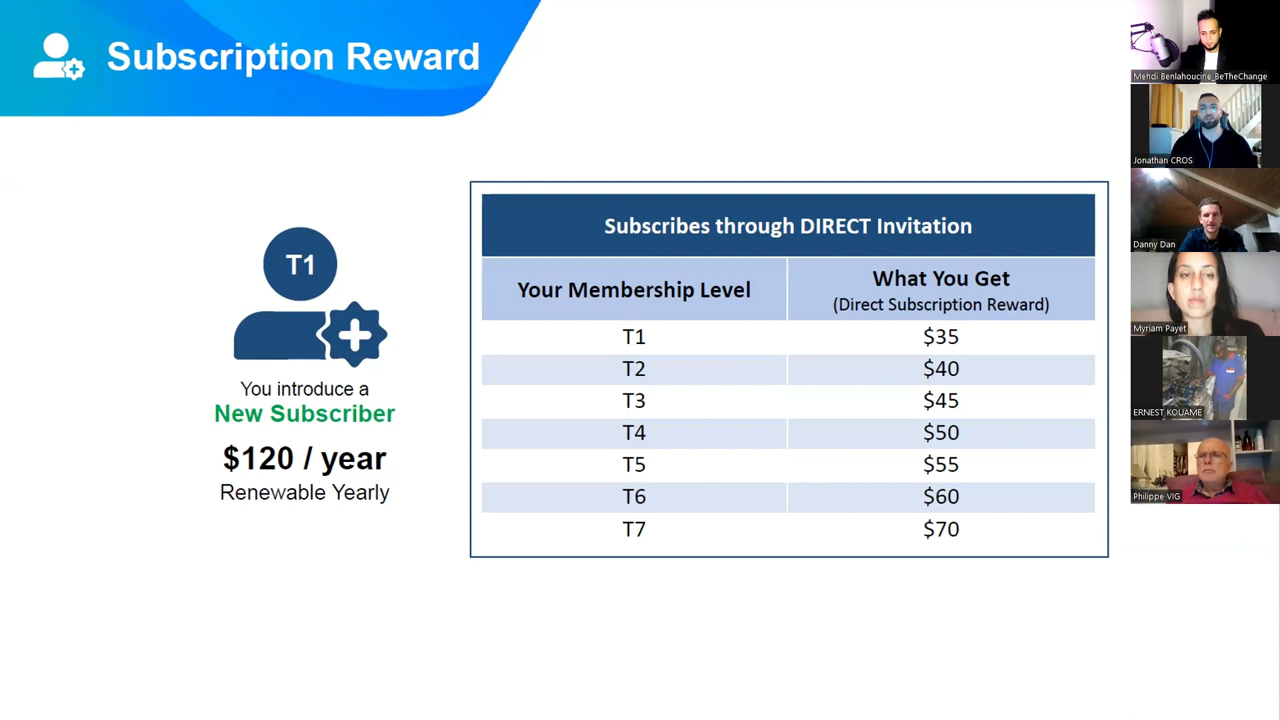 Subscription Reward
T1
You introduce a
New Subscriber
$120 / year
Renewable Yearly
Subscribes through DIRECT Invitation
Your Membership Level
What You Get
(Direct Subscription Reward)
T1 $35
T2 $40
T3 $45
T4 $50
T5 $55
T6 $60
T7 $70
Mehdi Benlahoucine_BeTheChange
Jonathan CROS
Danny Dan
Myriam Payet
ERNEST KOUAME
Philippe VIG